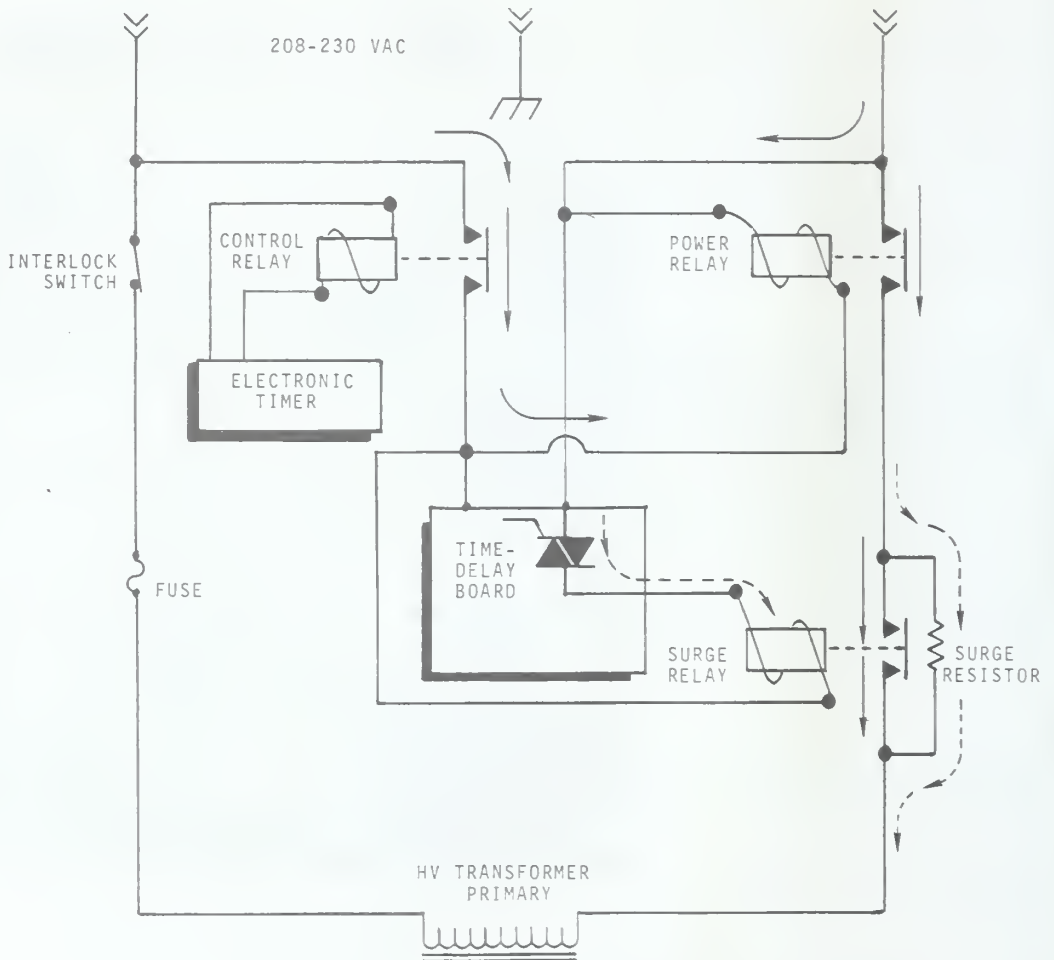 208-230 VAC
CONTROL
RELAY
POWER
RELAY
INTERLOCK
SWITCH
ELECTRONIC
TIMER
TIME-
DELAY
BOARD
FUSE
SURGE
RELAY
SURGE
RESISTOR
HV TRANSFORMER
PRIMARY